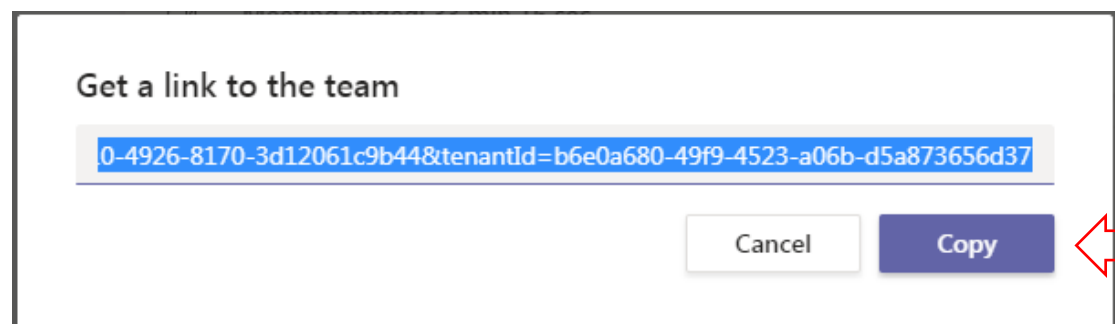 Get a link to the team
.0-4926-8170-3d12061c9b44&tenantId=b6e0a680-49f9-4523-a06b-d5a873656d37
Cancel
Copy